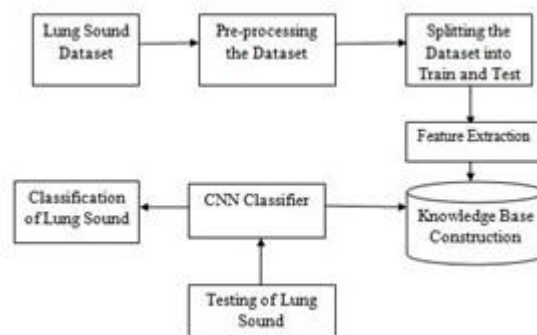 Lung Sound
Dataset
Pre-processing
the Dataset
Splitting the
Dataset into
Train and Test
Feature Extraction
Classification
of Lung Sound
CNN Classifier
Knowledge Base
Construction
Testing of Lung
Sound